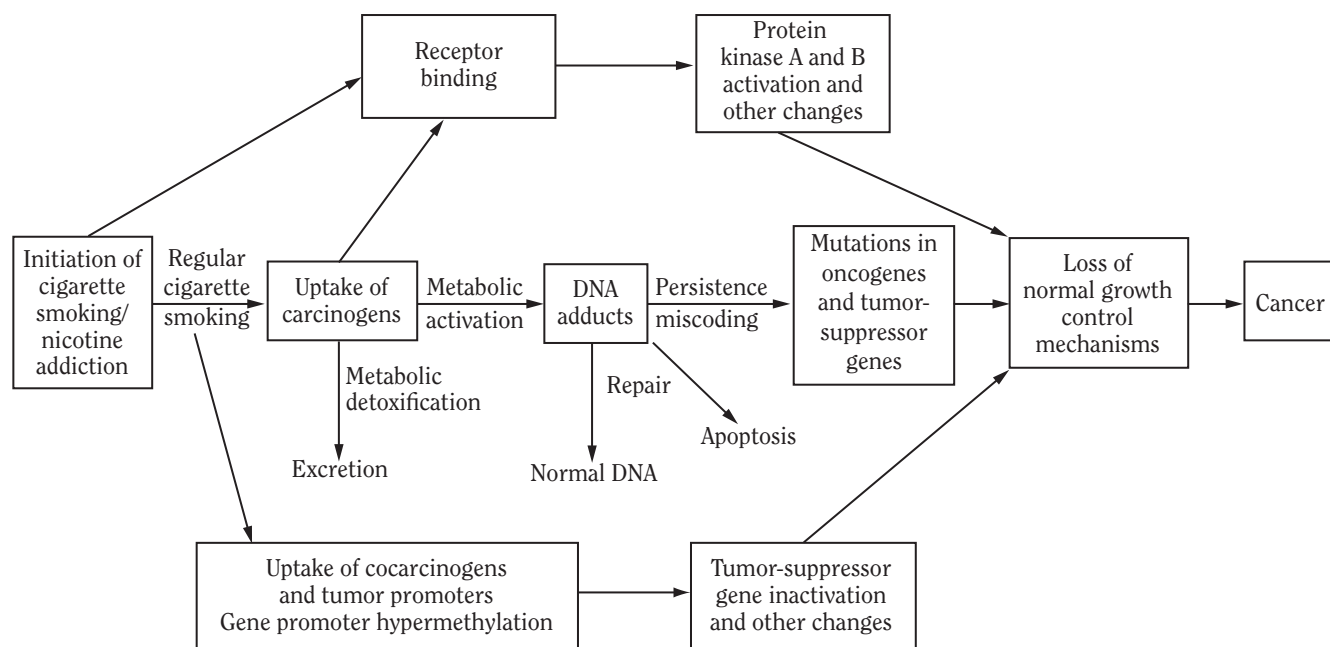 Receptor
binding
Protein
kinase A and B
activation and
other changes
Initiation of
cigarette
smoking/
nicotine
addiction
Regular
cigarette
smoking
Uptake of
carcinogens
Metabolic
activation
DNA
adducts
Persistence
miscoding
Mutations in
oncogenes
and tumor-
suppressor
genes
Loss of
normal growth
control
mechanisms
Cancer
Metabolic
detoxification
Excretion
Repair
Normal DNA
Apoptosis
Uptake of cocarcinogens
and tumor promoters
Gene promoter hypermethylation
Tumor-suppressor
gene inactivation
and other changes